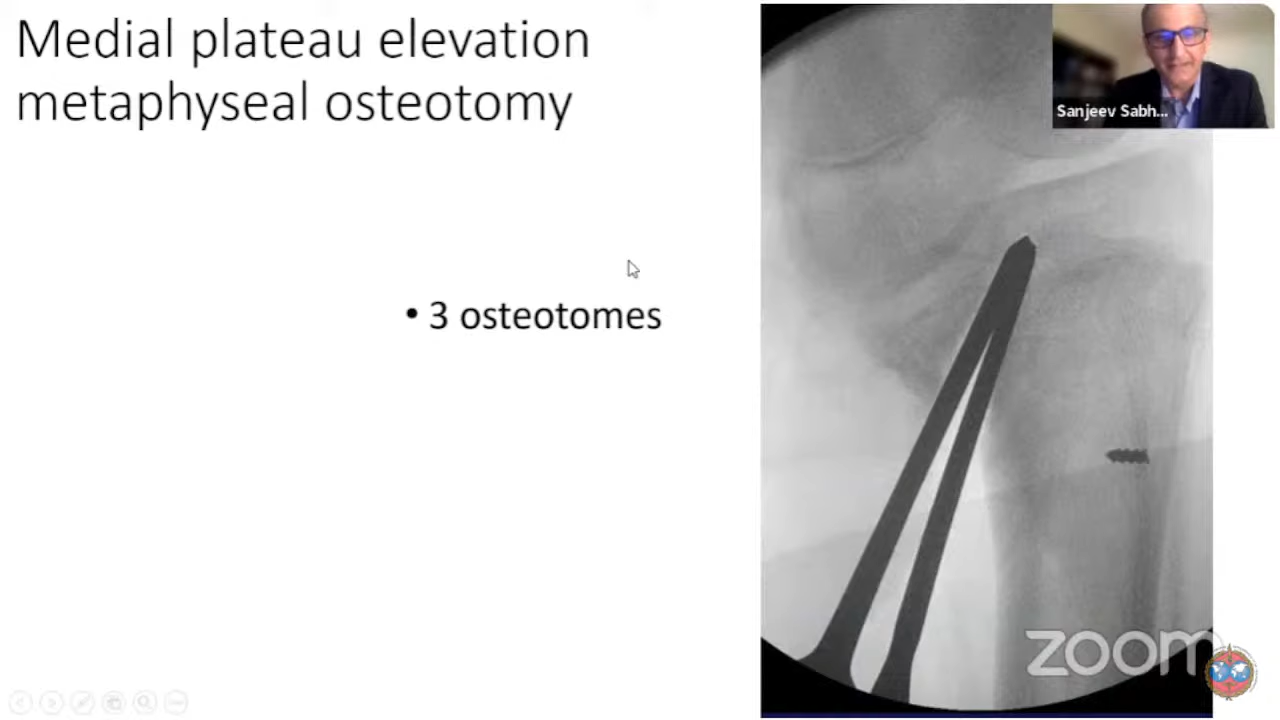 Medial plateau elevation
metaphyseal osteotomy
• 3 osteotomes
Sanjeev Sabh...
zoom